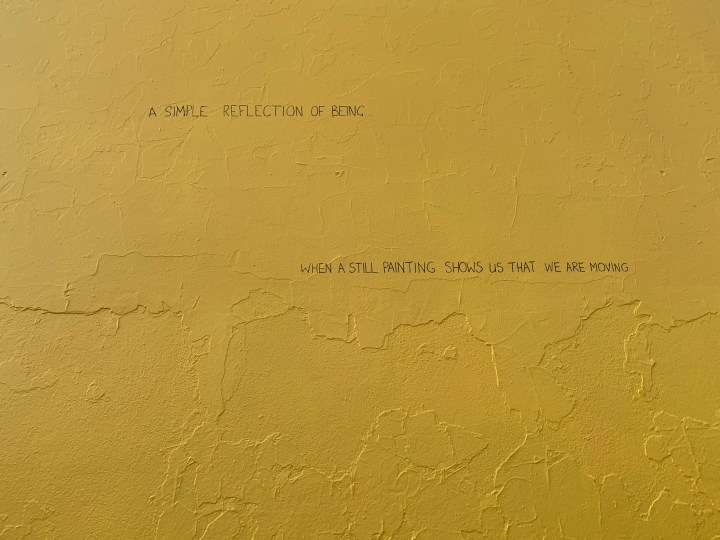 A SIMPLE REFLECTION OF BEING
WHEN A STILL PAINTING SHOWS US THAT WE ARE MOVING